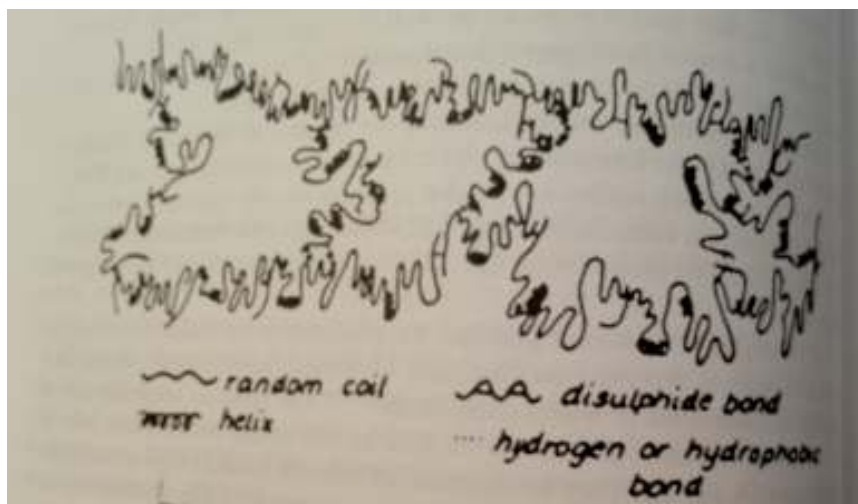 random coil
helix
disulphide bond
hydrogen or hydrophobic
bond